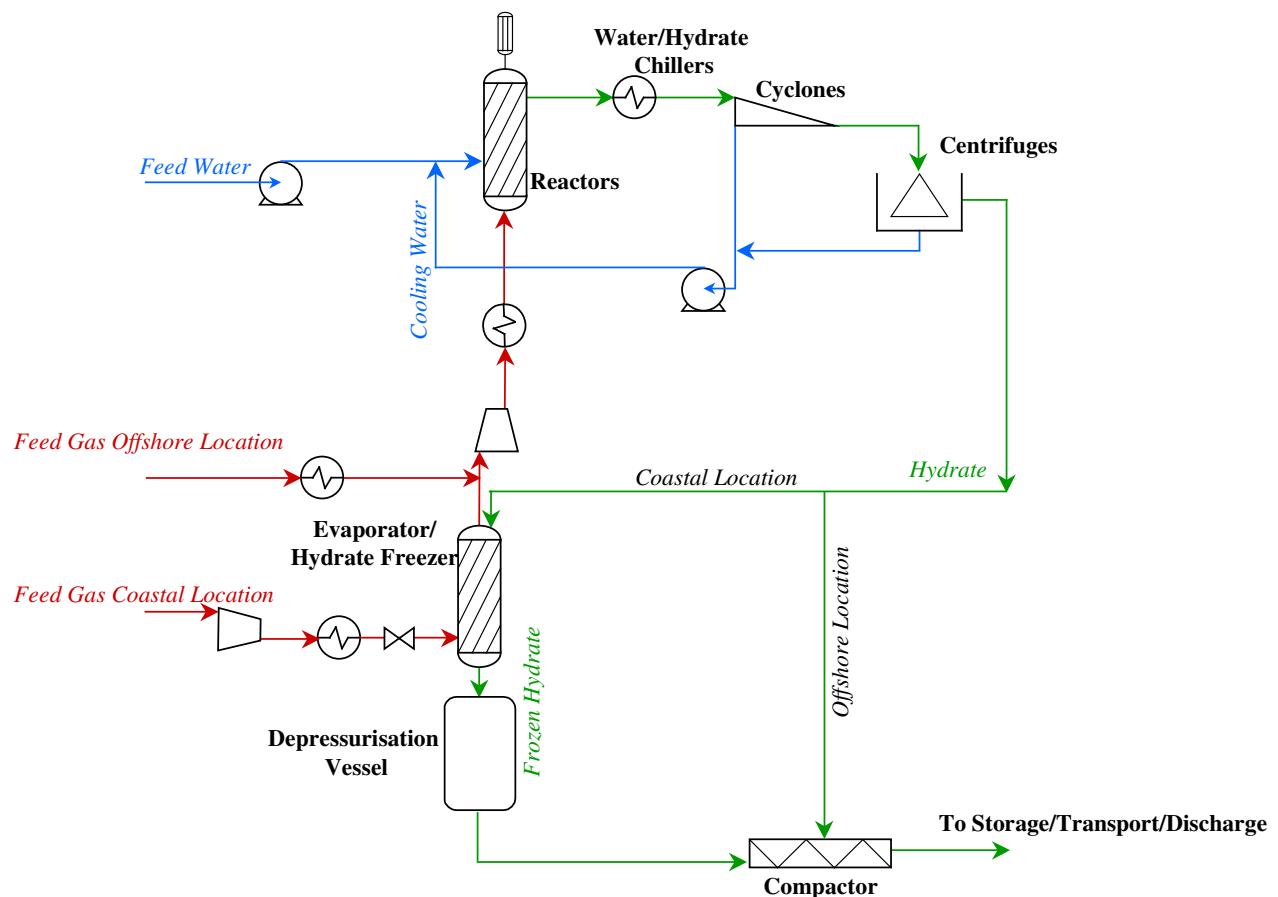 Water/Hydrate
Chillers
Cyclones
Centrifuges
Feed Water
Reactors
Cooling Water
Feed Gas Offshore Location
Coastal Location
Hydrate
Evaporator/
Hydrate Freezer
Feed Gas Coastal Location
Offshore Location
Frozen Hydrate
Depressurisation
Vessel
To Storage/Transport/Discharge
Compactor